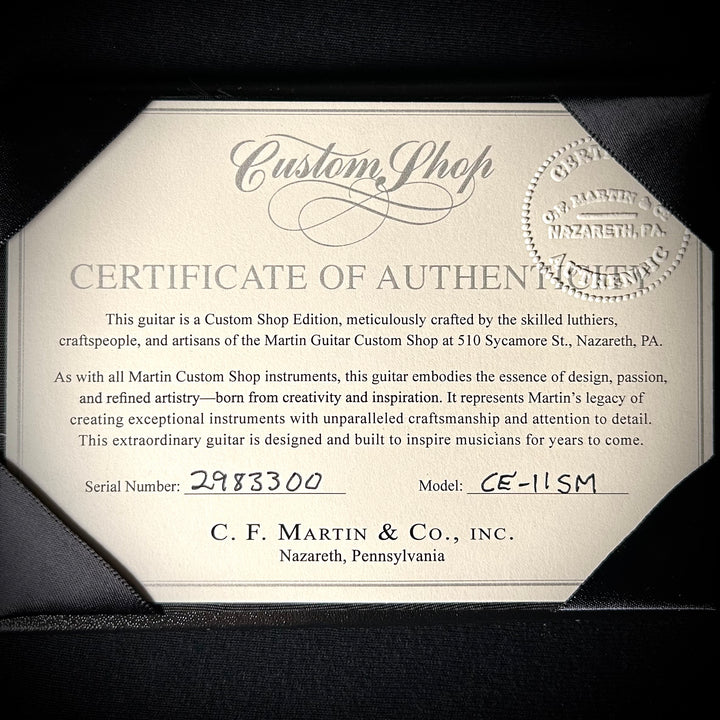 Custom Shop
CERTIFIED
C.F. MARTIN & CO.
NAZARETH, PA.
AUTHENTIC
CERTIFICATE OF AUTHENTICITY
This guitar is a Custom Shop Edition, meticulously crafted by the skilled luthiers,
craftspeople, and artisans of the Martin Guitar Custom Shop at 510 Sycamore St., Nazareth, PA.
As with all Martin Custom Shop instruments, this guitar embodies the essence of design, passion,
and refined artistry—born from creativity and inspiration. It represents Martin's legacy of
creating exceptional instruments with unparalleled craftsmanship and attention to detail.
This extraordinary guitar is designed and built to inspire musicians for years to come.
Serial Number: 2983300 Model: CE-11SM
C. F. MARTIN & CO., INC.
Nazareth, Pennsylvania